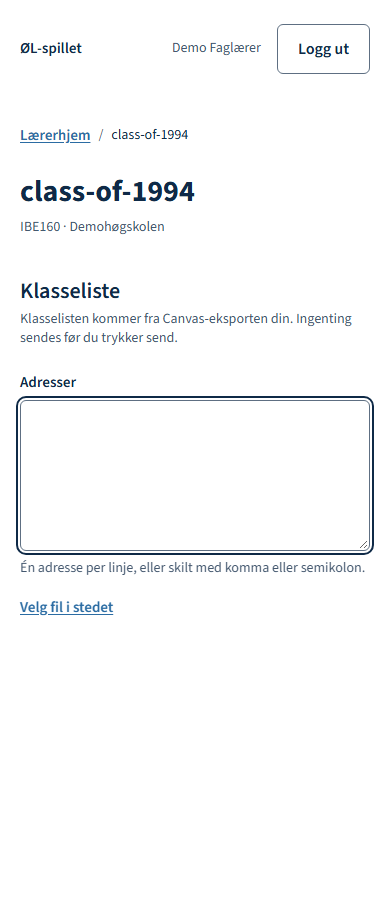 ØL-spillet
Demo Faglærer
Logg ut
Lærerhjem / class-of-1994
class-of-1994
IBE160 · Demohøgskolen
Klasseliste
Klasselisten kommer fra Canvas-eksporten din. Ingenting
sendes før du trykker send.
Adresser
Én adresse per linje, eller skilt med komma eller semikolon.
Velg fil i stedet